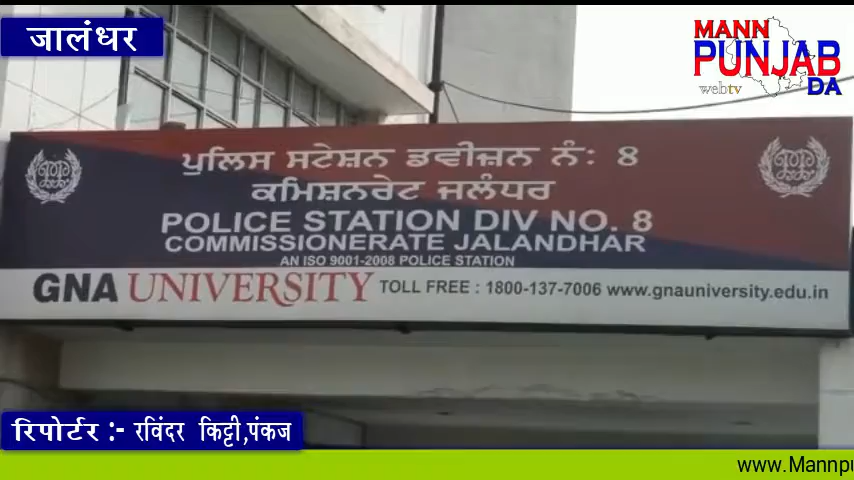 जालंधर
MANN
PUNJAB
webtv DA
ਪੁਲਿਸ ਸਟੇਸ਼ਨ ਡਵੀਜ਼ਨ ਨੰ: 8
ਕਮਿਸ਼ਨਰੇਟ ਜਲੰਧਰ
POLICE STATION DIV NO. 8
COMMISSIONERATE JALANDHAR
AN ISO 9001-2008 POLICE STATION
GNA UNIVERSITY TOLL FREE : 1800-137-7006 www.gnauniversity.edu.in
रिपोर्टर :- रविंदर किट्टी,पंकज
www.Mannpu